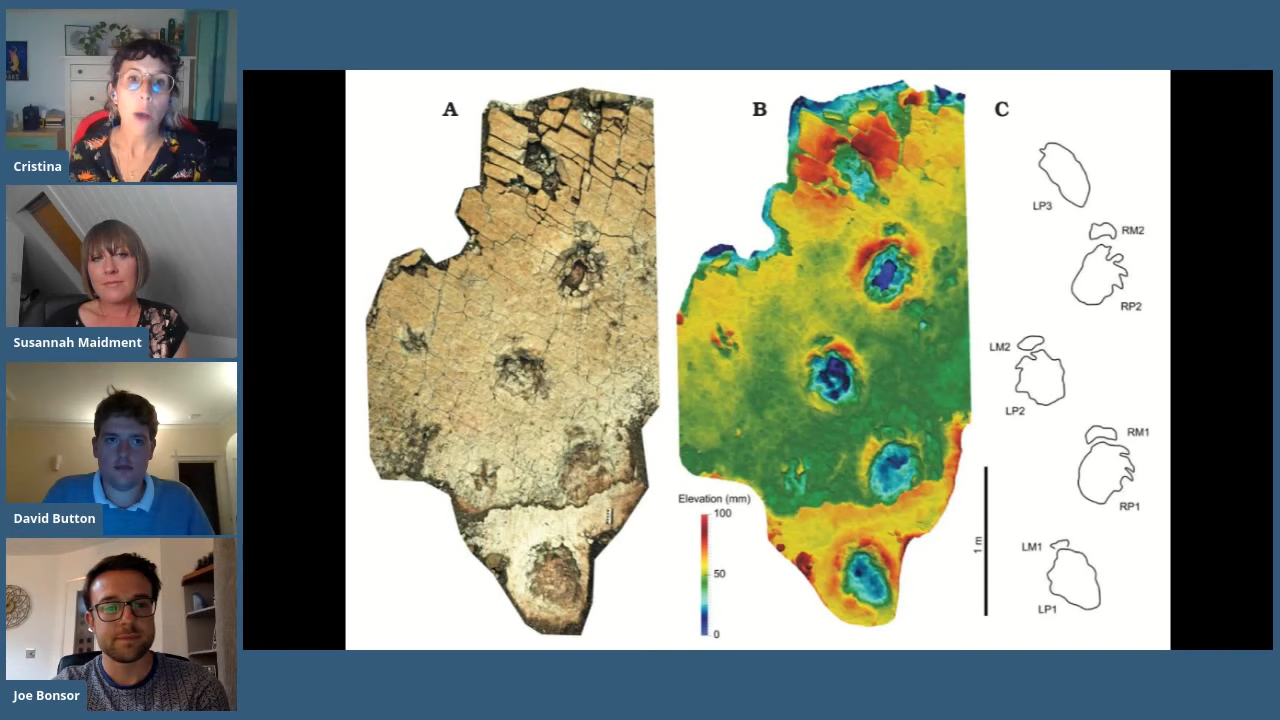 Cristina
Susannah Maidment
David Button
Joe Bonsor
A
B
C
LP3
RM2
RP2
LM2
LP2
RM1
RP1
LM1
LP1
1 m
Elevation (mm)
100
50
0